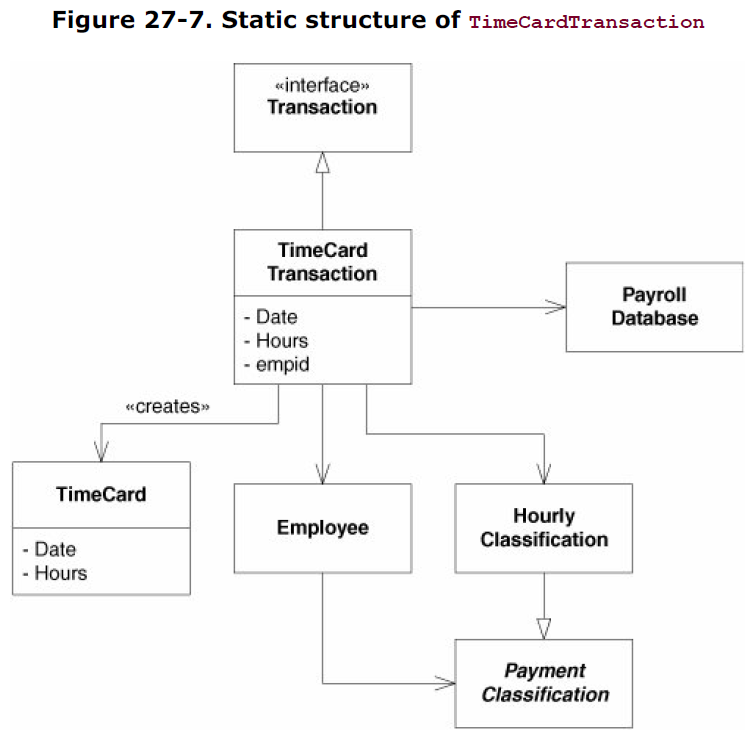 Figure 27-7. Static structure of TimeCardTransaction
«interface»
Transaction
TimeCard
Transaction
- Date
- Hours
- empid
Payroll
Database
«creates»
TimeCard
- Date
- Hours
Employee
Hourly
Classification
Payment
Classification